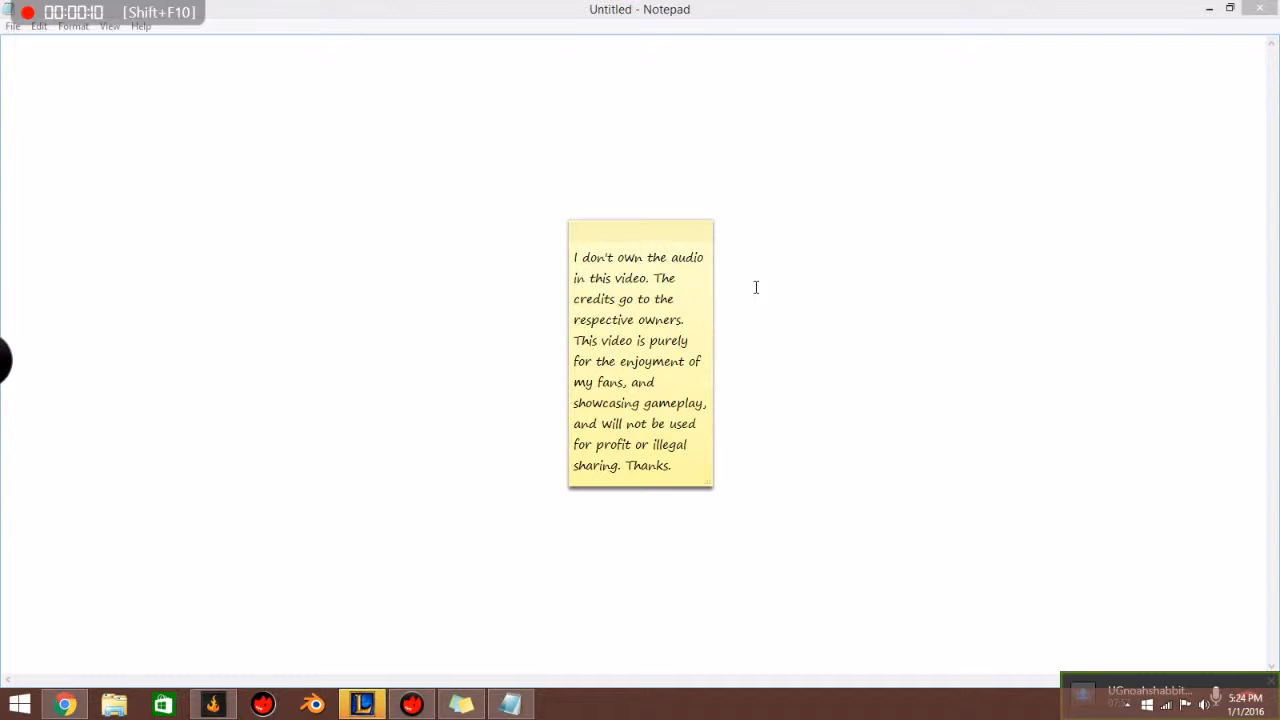 00:00:10 [Shift+F10]
Untitled - Notepad
File Edit Format View Help
I don't own the audio
in this video. The
credits go to the
respective owners.
This video is purely
for the enjoyment of
my fans, and
showcasing gameplay,
and will not be used
for profit or illegal
sharing. Thanks.
UGnoahshabbit...
5:24 PM
1/1/2016